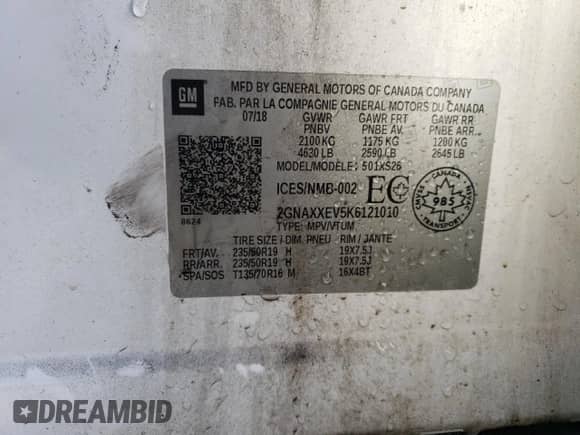 GM
MFD BY GENERAL MOTORS OF CANADA COMPANY
FAB. PAR LA COMPAGNIE GENERAL MOTORS DU CANADA
07/18 GVWR GAWR FRT GAWR RR
PNBV PNBE AV. PNBE ARR.
2100 KG 1175 KG 1200 KG
4630 LB 2590 LB 2645 LB
MODEL/MODÈLE: 501XS26
ICES/NMB-002 EC
CANADA
985
TRANSPORT
8624
2GNAXXEV5K6121010
TYPE: MPV/VTUM
TIRE SIZE / DIM. PNEU RIM / JANTE
FRT/AV. 235/50R19 H 19X7.5J
RR/ARR. 235/50R19 H 19X7.5J
SPA/SOS T135/70R16 M 16X4BT
DREAMBID